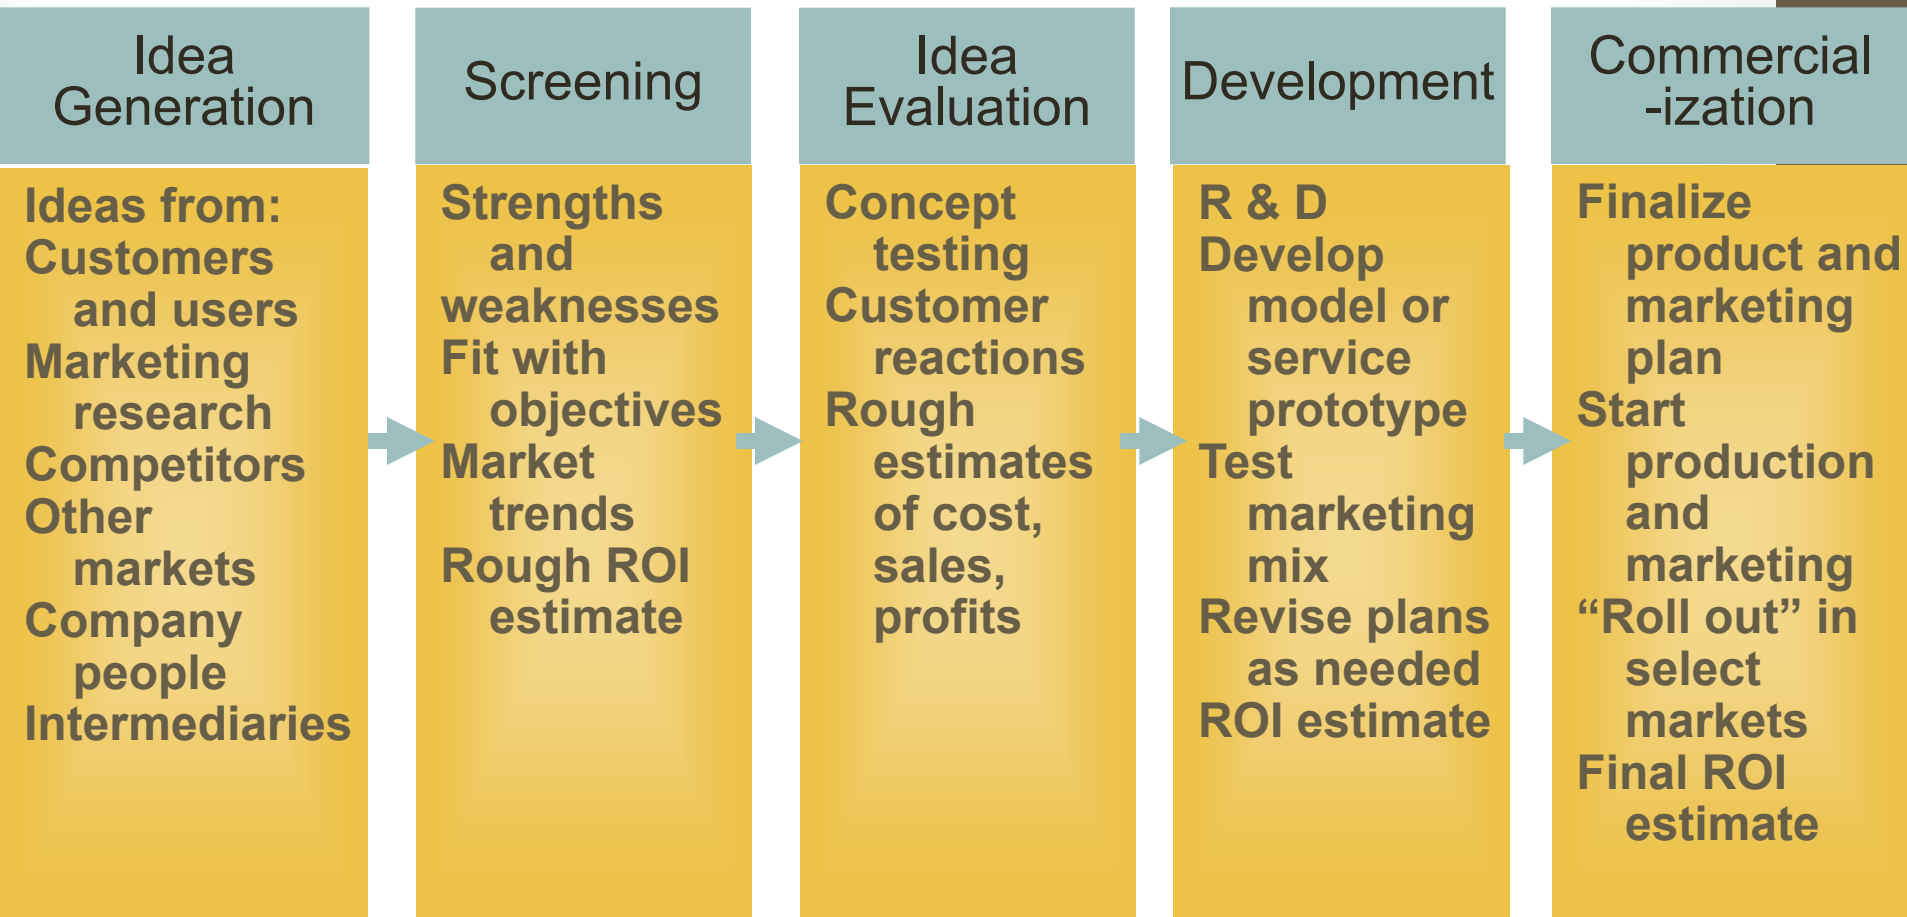 Idea
Generation
Ideas from:
Customers
and users
Marketing
research
Competitors
Other
markets
Company
people
Intermediaries
Screening
Strengths
and
weaknesses
Fit with
objectives
Market
trends
Rough ROI
estimate
Idea
Evaluation
Concept
testing
Customer
reactions
Rough
estimates
of cost,
sales,
profits
Development
R & D
Develop
model or
service
prototype
Test
marketing
mix
Revise plans
as needed
ROI estimate
Commercial
-ization
Finalize
product and
marketing
plan
Start
production
and
marketing
“Roll out” in
select
markets
Final ROI
estimate